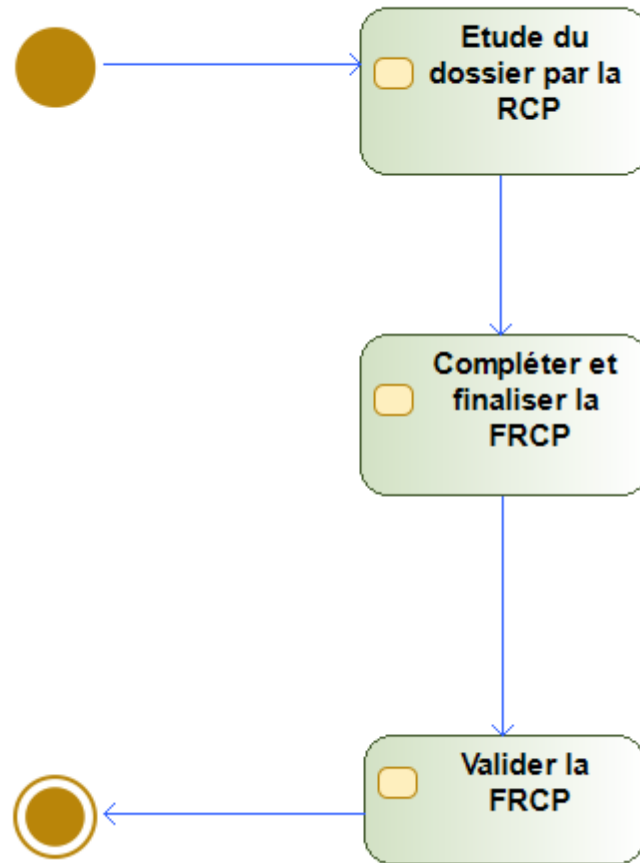 Etude du
dossier par la
RCP
Compléter et
finaliser la
FRCP
Valider la
FRCP